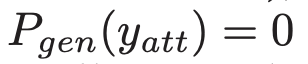 P_{gen}(y_{att}) = 0